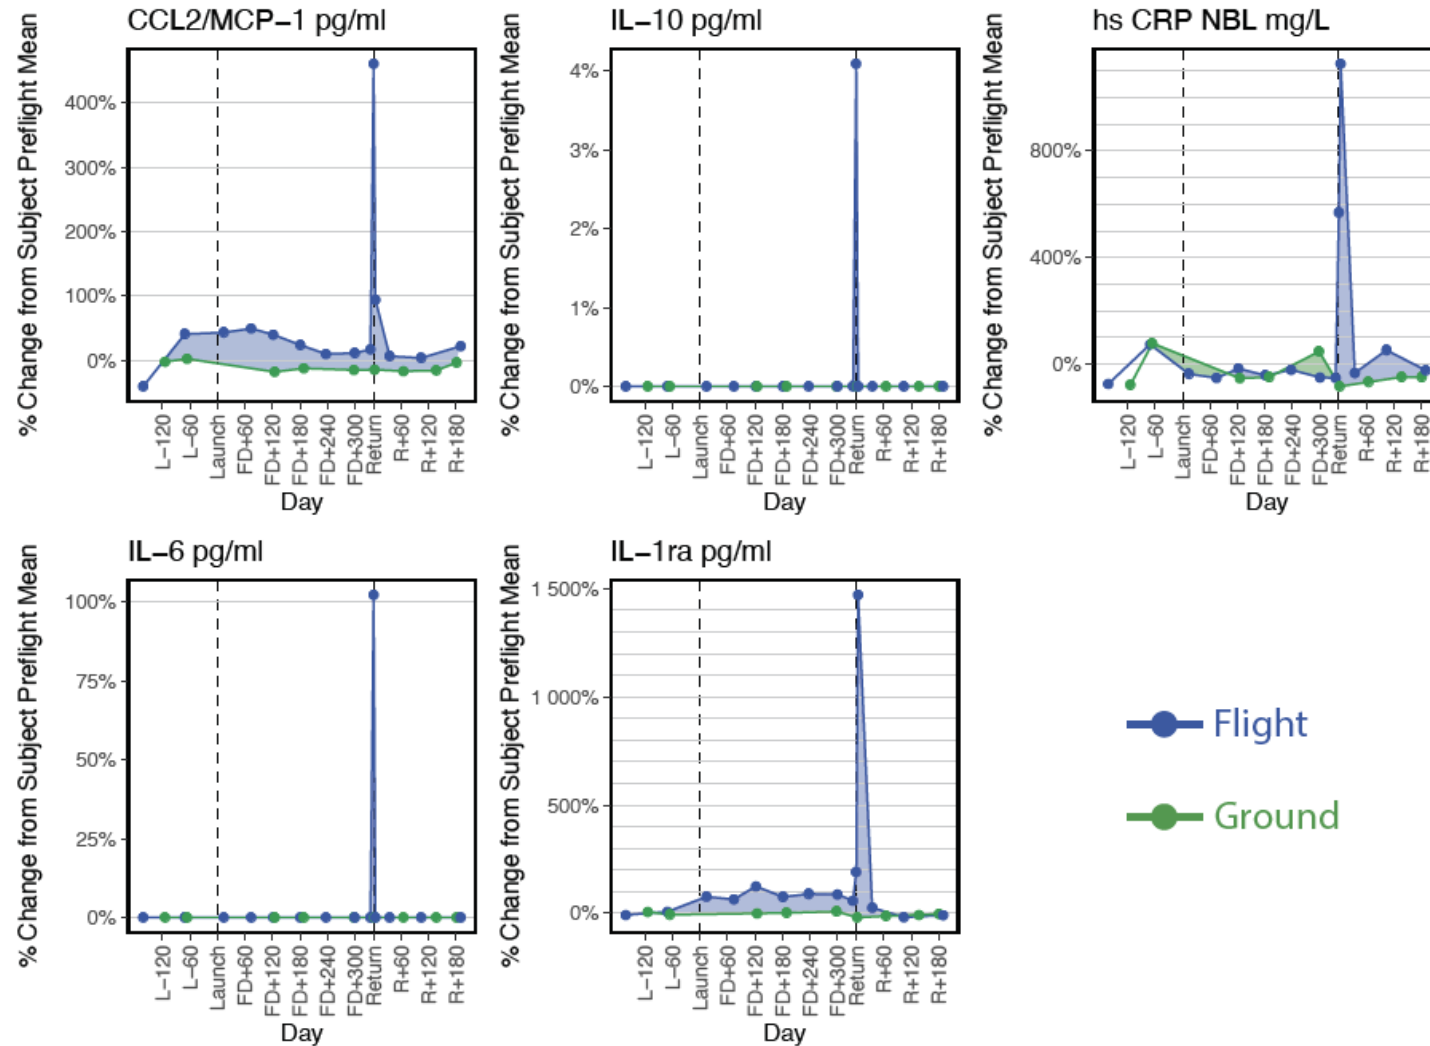 CCL2/MCP−1 pg/ml
% Change from Subject Preflight Mean
400%
300%
200%
100%
0%
L−120
L−60
Launch
FD+60
FD+120
FD+180
FD+240
FD+300
Return
R+60
R+120
R+180
Day
IL−10 pg/ml
% Change from Subject Preflight Mean
4%
3%
2%
1%
0%
L−120
L−60
Launch
FD+60
FD+120
FD+180
FD+240
FD+300
Return
R+60
R+120
R+180
Day
hs CRP NBL mg/L
% Change from Subject Preflight Mean
800%
400%
0%
L−120
L−60
Launch
FD+60
FD+120
FD+180
FD+240
FD+300
Return
R+60
R+120
R+18
Day
IL−6 pg/ml
% Change from Subject Preflight Mean
100%
75%
50%
25%
0%
L−120
L−60
Launch
FD+60
FD+120
FD+180
FD+240
FD+300
Return
R+60
R+120
R+180
Day
IL−1ra pg/ml
% Change from Subject Preflight Mean
1 500%
1 000%
500%
0%
L−120
L−60
Launch
FD+60
FD+120
FD+180
FD+240
FD+300
Return
R+60
R+120
R+180
Day
Flight
Ground